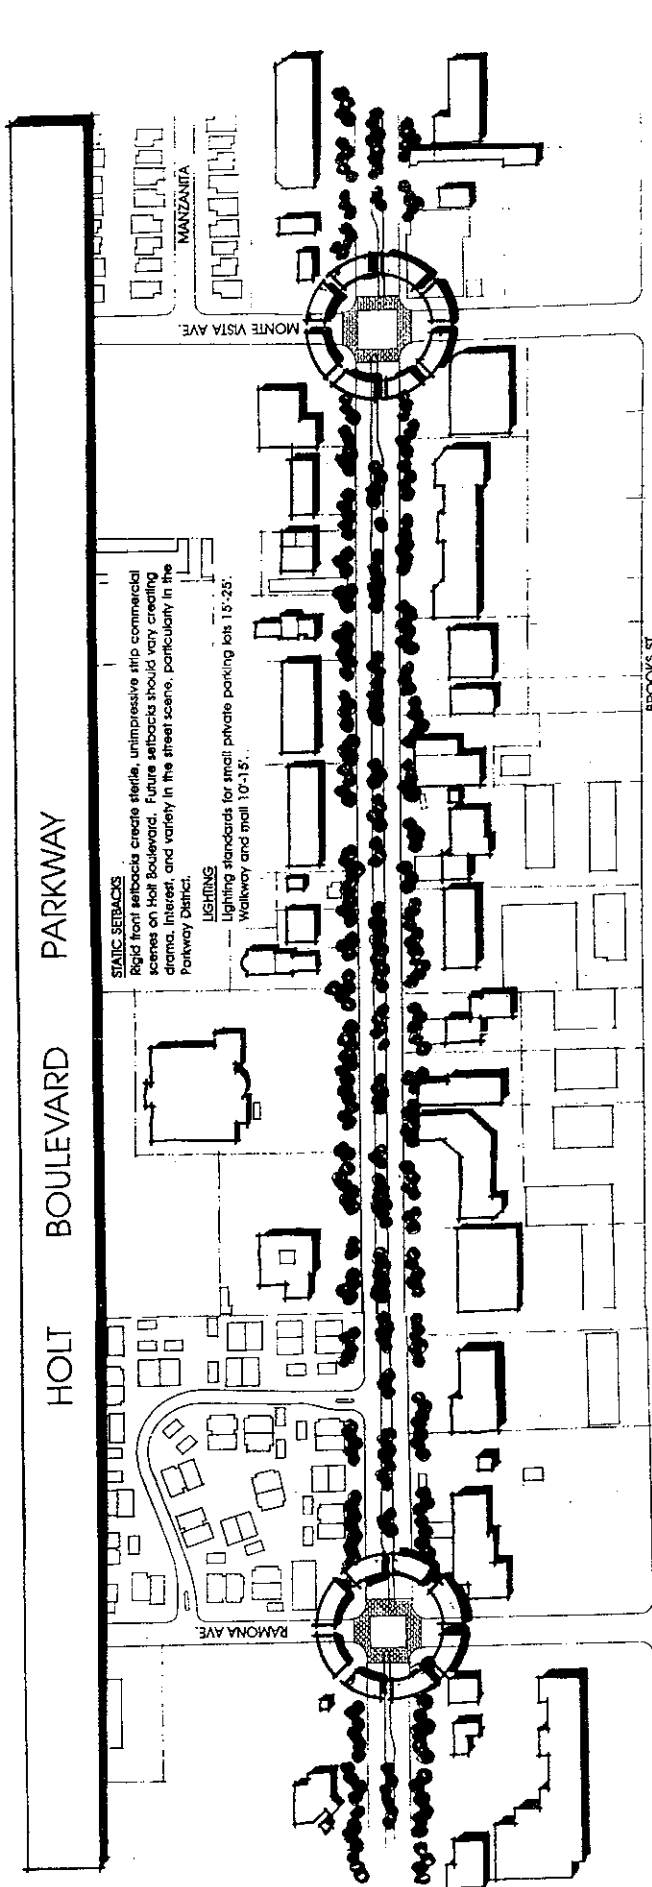 HOLT BOULEVARD PARKWAY
STATIC SETBACKS
Rigid front setbacks create sterile, unimpressive strip commercial
scenes on Holt Boulevard. Future setbacks should vary creating
drama, interest, and variety in the street scene, particularly in the
Parkway District.
LIGHTING
Lighting standards for small private parking lots 15'-25'.
Walkway and mall 10'-15'.
MANZANITA
MONTE VISTA AVE.
RAMONA AVE.
BROOKS ST